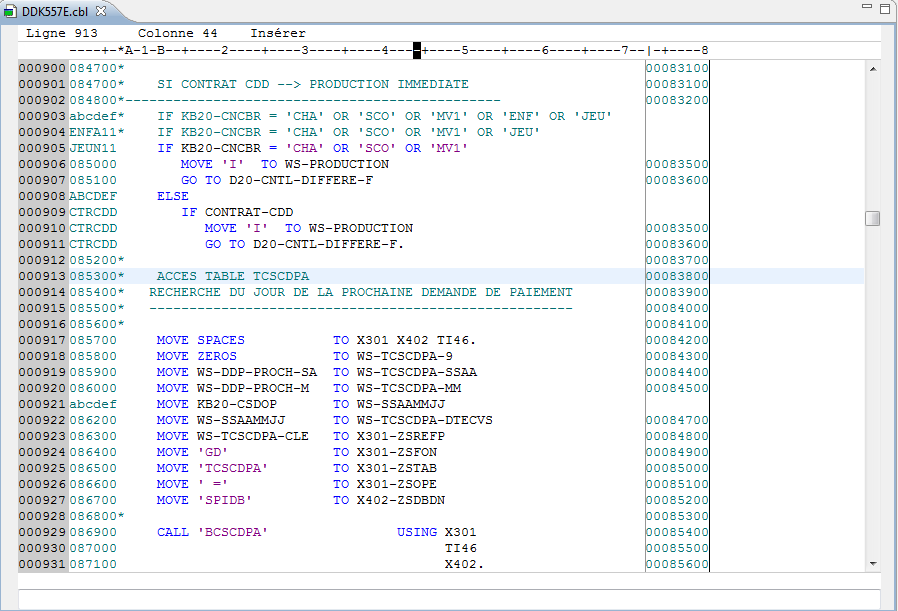 DDK557E.cbl
Ligne 913     Colonne 44    Insérer
----+-*A-1-B--+----2----+----3----+----4----+----5----+----6----+----7--|-+----8
000900 084700* 00083100
000901 084700*    SI CONTRAT CDD --> PRODUCTION IMMEDIATE 00083100
000902 084800*----------------------------------------------- 00083200
000903 abcdef*    IF KB20-CNCBR = 'CHA' OR 'SCO' OR 'MV1' OR 'ENF' OR 'JEU'
000904 ENFA11*    IF KB20-CNCBR = 'CHA' OR 'SCO' OR 'MV1' OR 'JEU'
000905 JEUN11     IF KB20-CNCBR = 'CHA' OR 'SCO' OR 'MV1'
000906 085000        MOVE 'I'  TO WS-PRODUCTION 00083500
000907 085100        GO TO D20-CNTL-DIFFERE-F 00083600
000908 ABCDEF     ELSE
000909 CTRCDD        IF CONTRAT-CDD
000910 CTRCDD           MOVE 'I'  TO WS-PRODUCTION 00083500
000911 CTRCDD           GO TO D20-CNTL-DIFFERE-F. 00083600
000912 085200* 00083700
000913 085300*    ACCES TABLE TCSCDPA 00083800
000914 085400*   RECHERCHE DU JOUR DE LA PROCHAINE DEMANDE DE PAIEMENT 00083900
000915 085500*   ----------------------------------------------------- 00084000
000916 085600* 00084100
000917 085700     MOVE SPACES           TO X301 X402 TI46. 00084200
000918 085800     MOVE ZEROS            TO WS-TCSCDPA-9 00084300
000919 085900     MOVE WS-DDP-PROCH-SA  TO WS-TCSCDPA-SSAA 00084400
000920 086000     MOVE WS-DDP-PROCH-M   TO WS-TCSCDPA-MM 00084500
000921 abcdef     MOVE KB20-CSDOP       TO WS-SSAAMMJJ
000922 086200     MOVE WS-SSAAMMJJ      TO WS-TCSCDPA-DTECVS 00084700
000923 086300     MOVE WS-TCSCDPA-CLE   TO X301-ZSREFP 00084800
000924 086400     MOVE 'GD'             TO X301-ZSFON 00084900
000925 086500     MOVE 'TCSCDPA'        TO X301-ZSTAB 00085000
000926 086600     MOVE ' ='             TO X301-ZSOPE 00085100
000927 086700     MOVE 'SPIDB'          TO X402-ZSDBDN 00085200
000928 086800* 00085300
000929 086900     CALL 'BCSCDPA'                USING X301 00085400
000930 087000                                         TI46 00085500
000931 087100                                         X402. 00085600